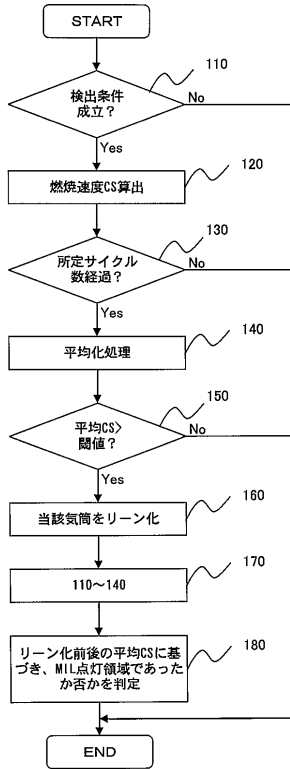 START
110
検出条件
成立?
No
Yes
120
燃焼速度CS算出
130
所定サイクル
数経過?
No
Yes
140
平均化処理
150
平均CS>
閾値?
No
Yes
160
当該気筒をリーン化
170
110~140
180
リーン化前後の平均CSに基
づき、MIL点灯領域であった
か否かを判定
END